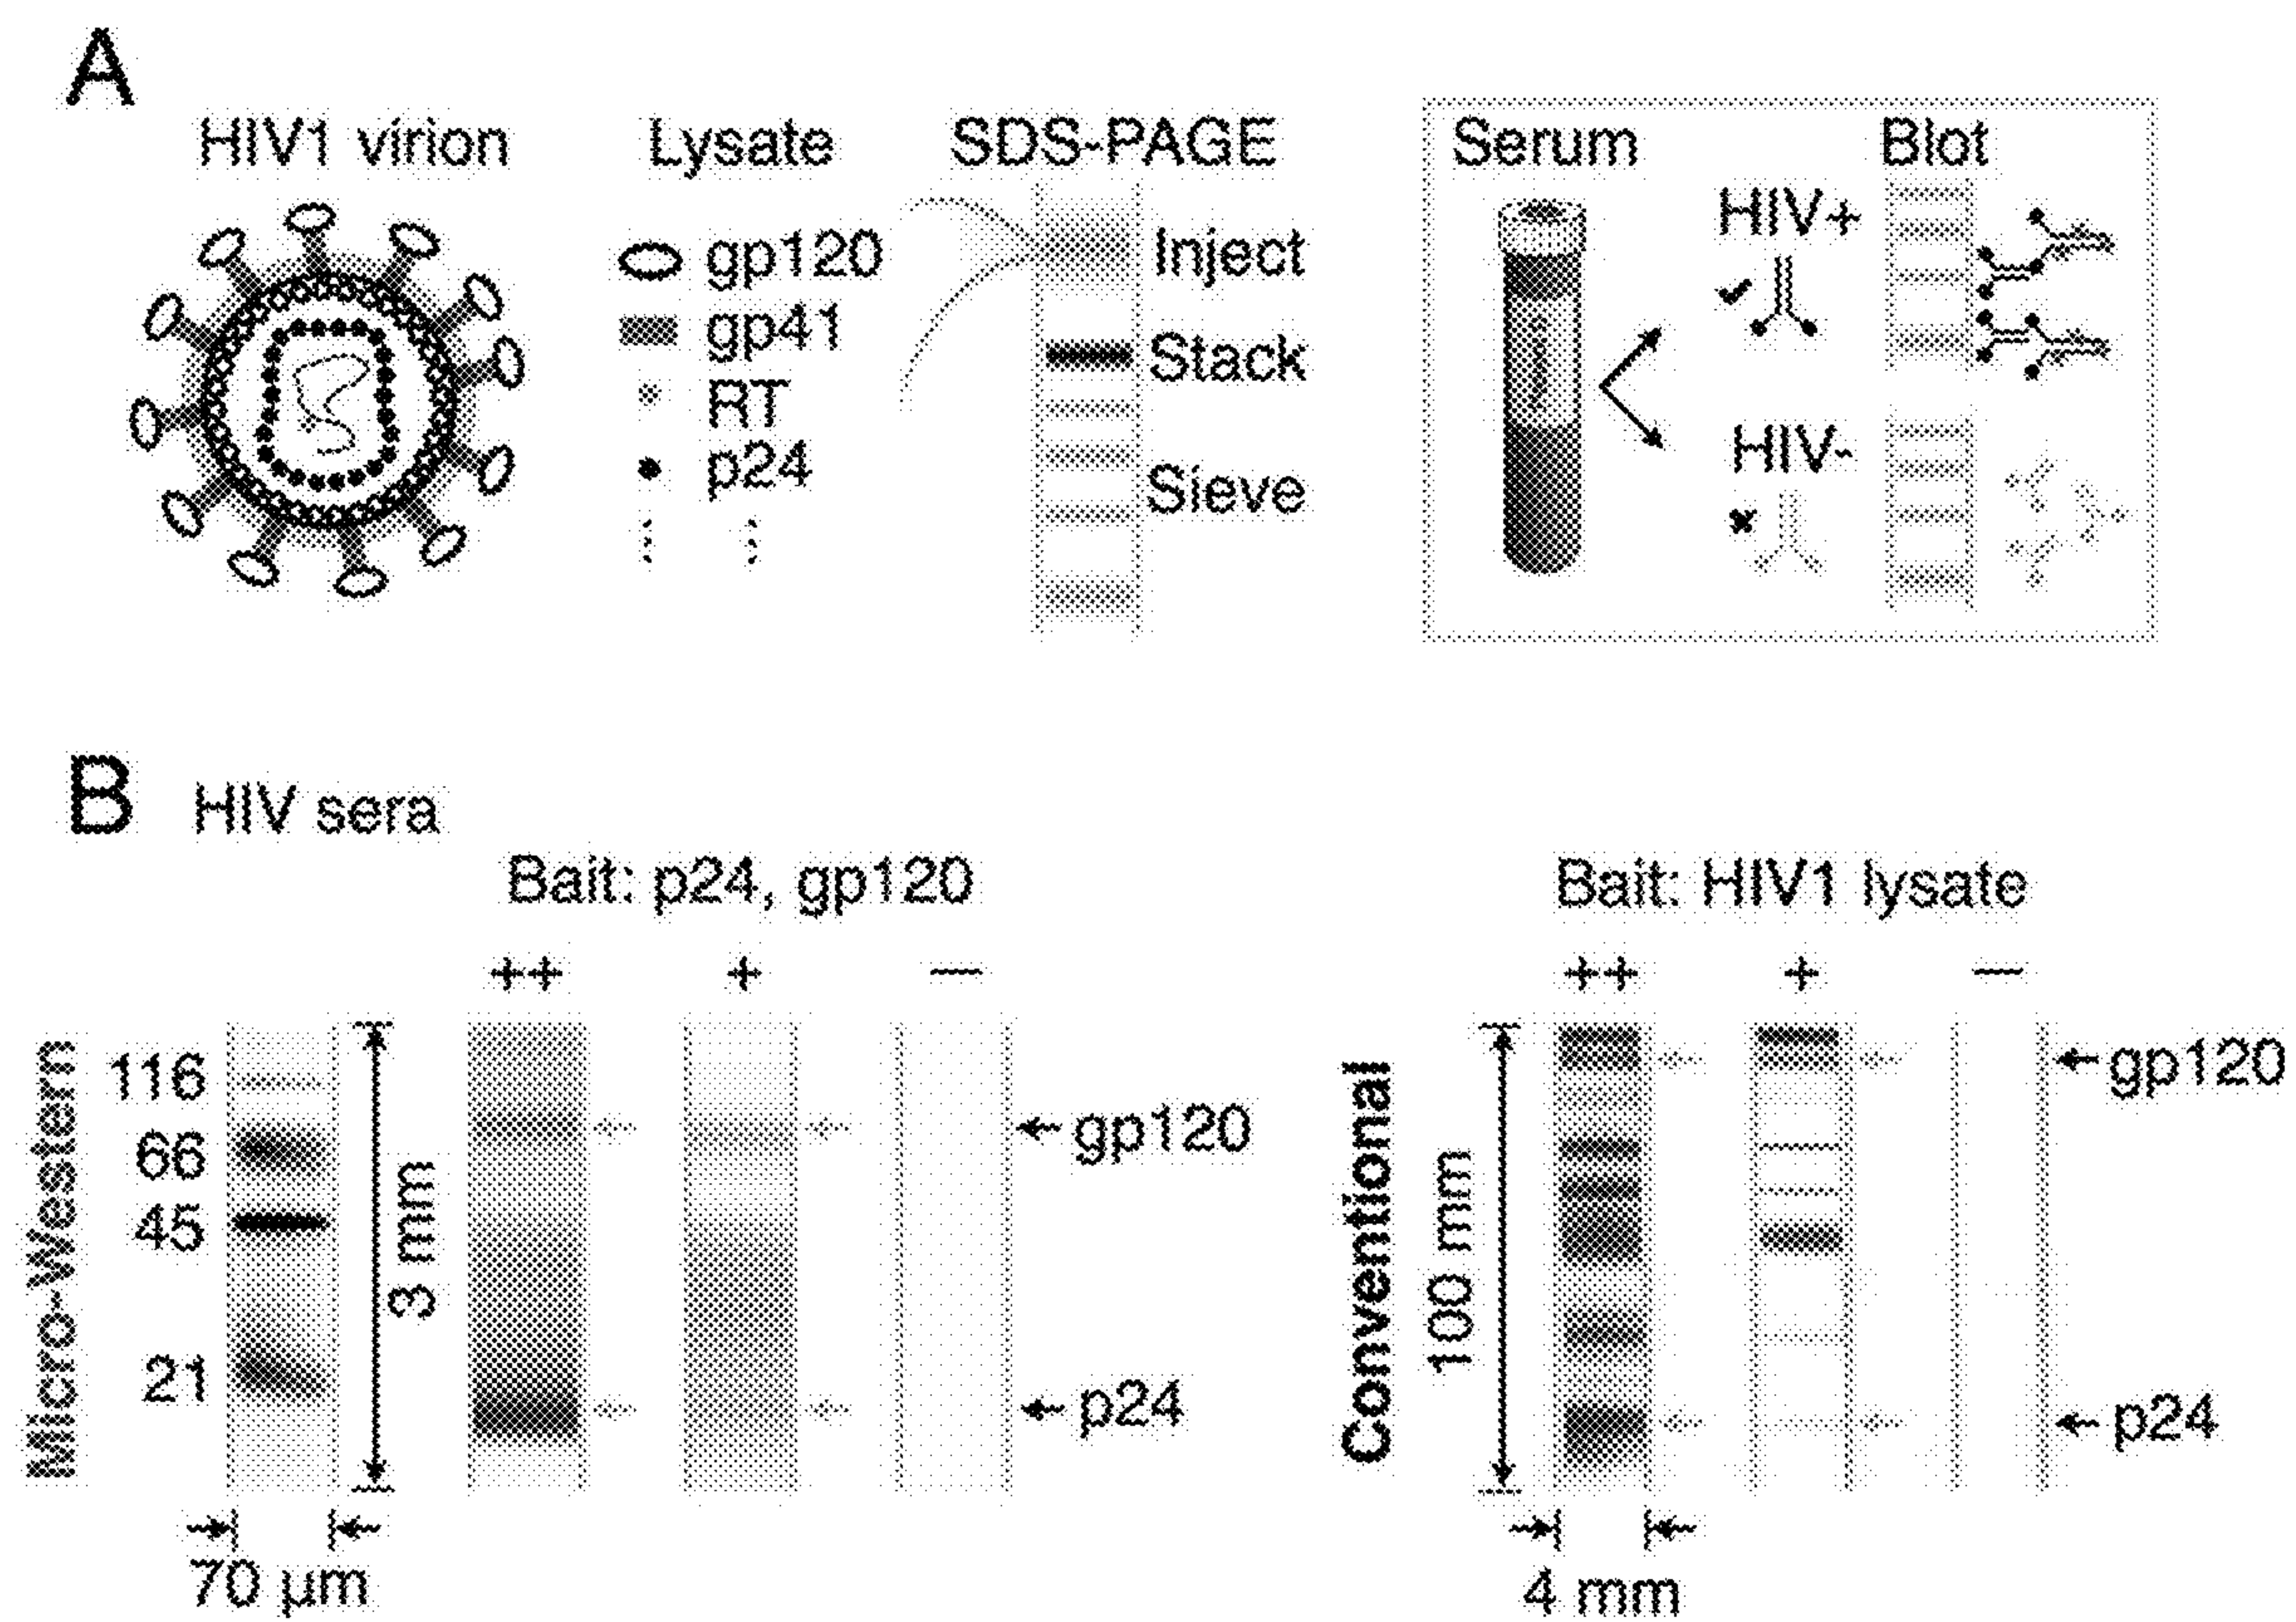 A
HIV1 virion
Lysate
SDS-PAGE
gp120
gp41
RT
p24
Inject
Stack
Sieve
Serum
Blot
HIV+
HIV-
B HIV sera
Bait: p24, gp120
++ + —
Micro-Western
116
66
45
21
3 mm
70 µm
gp120
p24
Bait: HIV1 lysate
++ + —
Conventional
100 mm
4 mm
gp120
p24